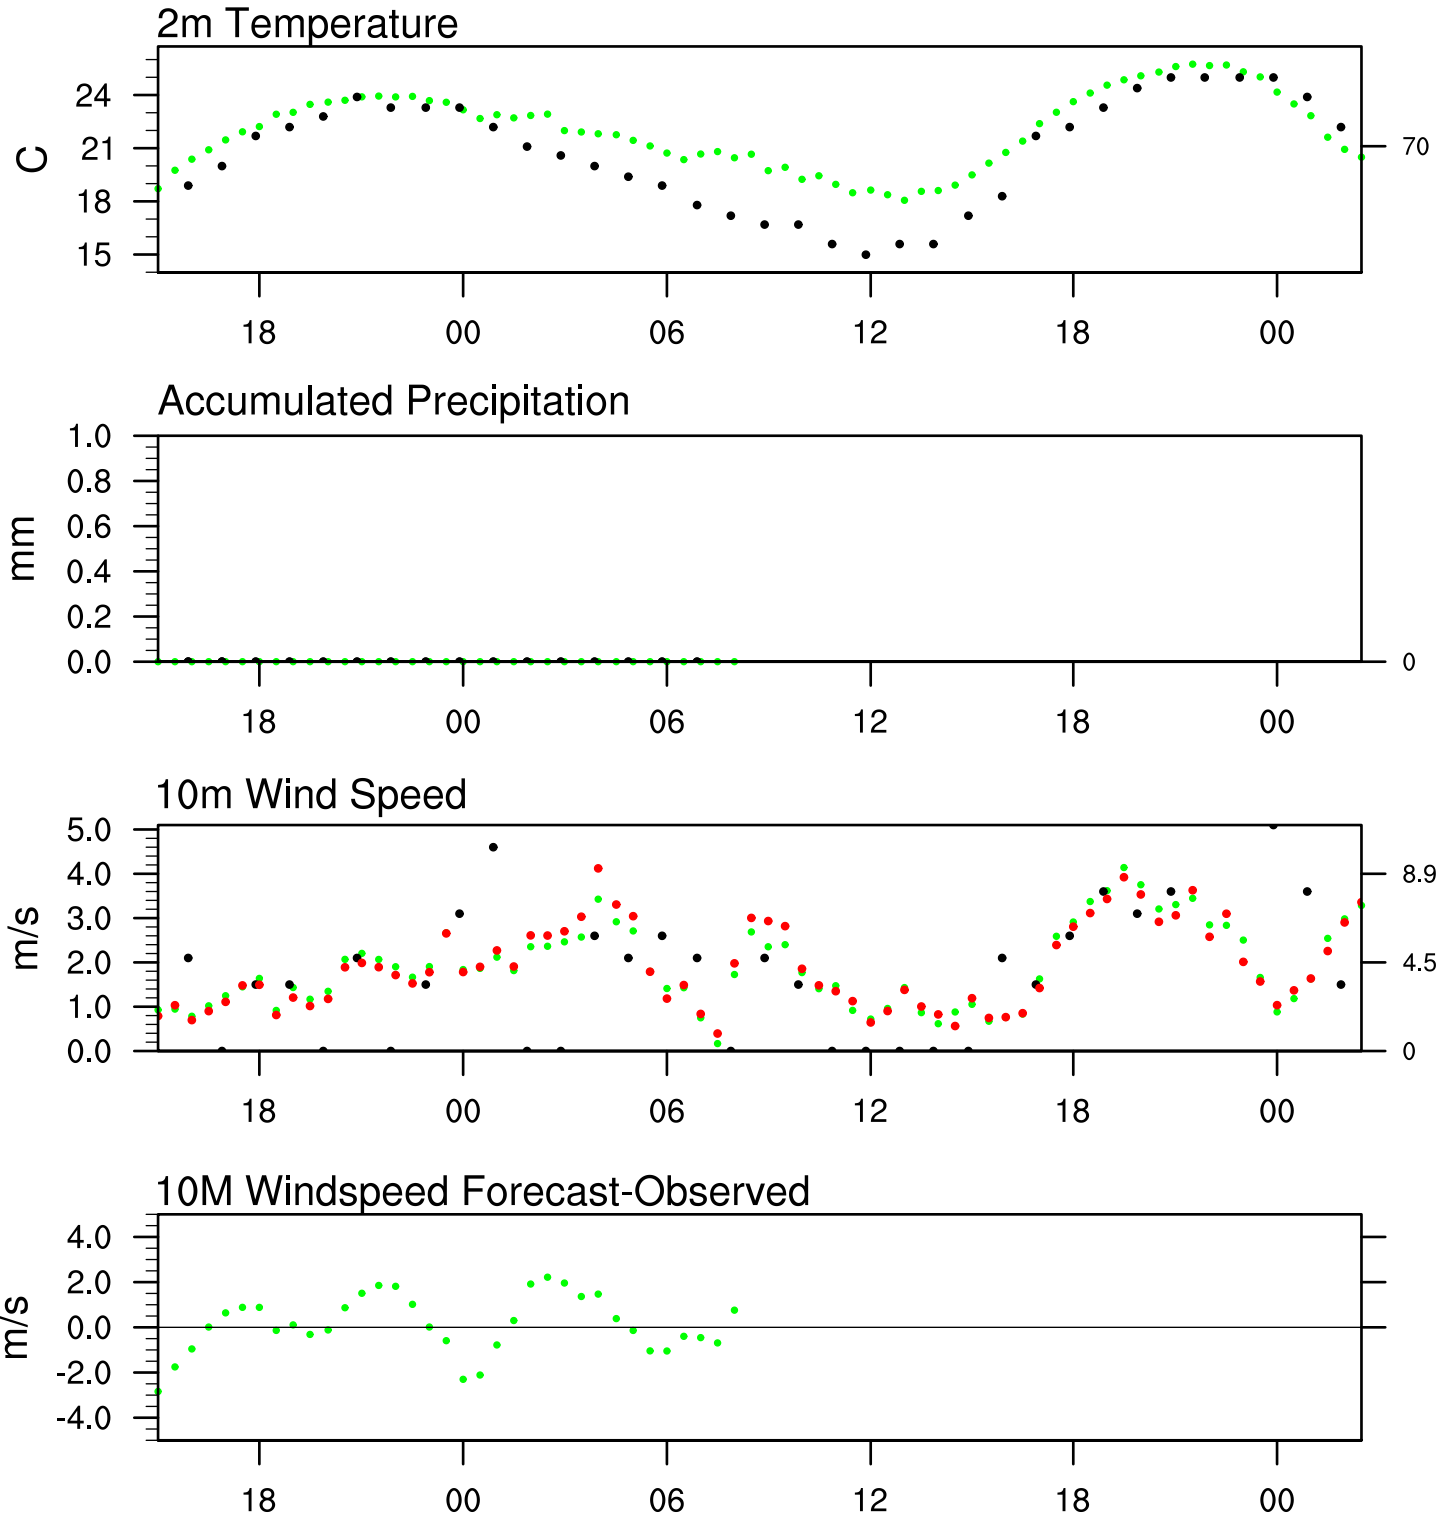 2m Temperature
C
24
21
18
15
70
18 00 06 12 18 00
Accumulated Precipitation
mm
1.0
0.8
0.6
0.4
0.2
0.0
0
18 00 06 12 18 00
10m Wind Speed
m/s
5.0
4.0
3.0
2.0
1.0
0.0
8.9
4.5
0
18 00 06 12 18 00
10M Windspeed Forecast-Observed
m/s
4.0
2.0
0.0
-2.0
-4.0
18 00 06 12 18 00